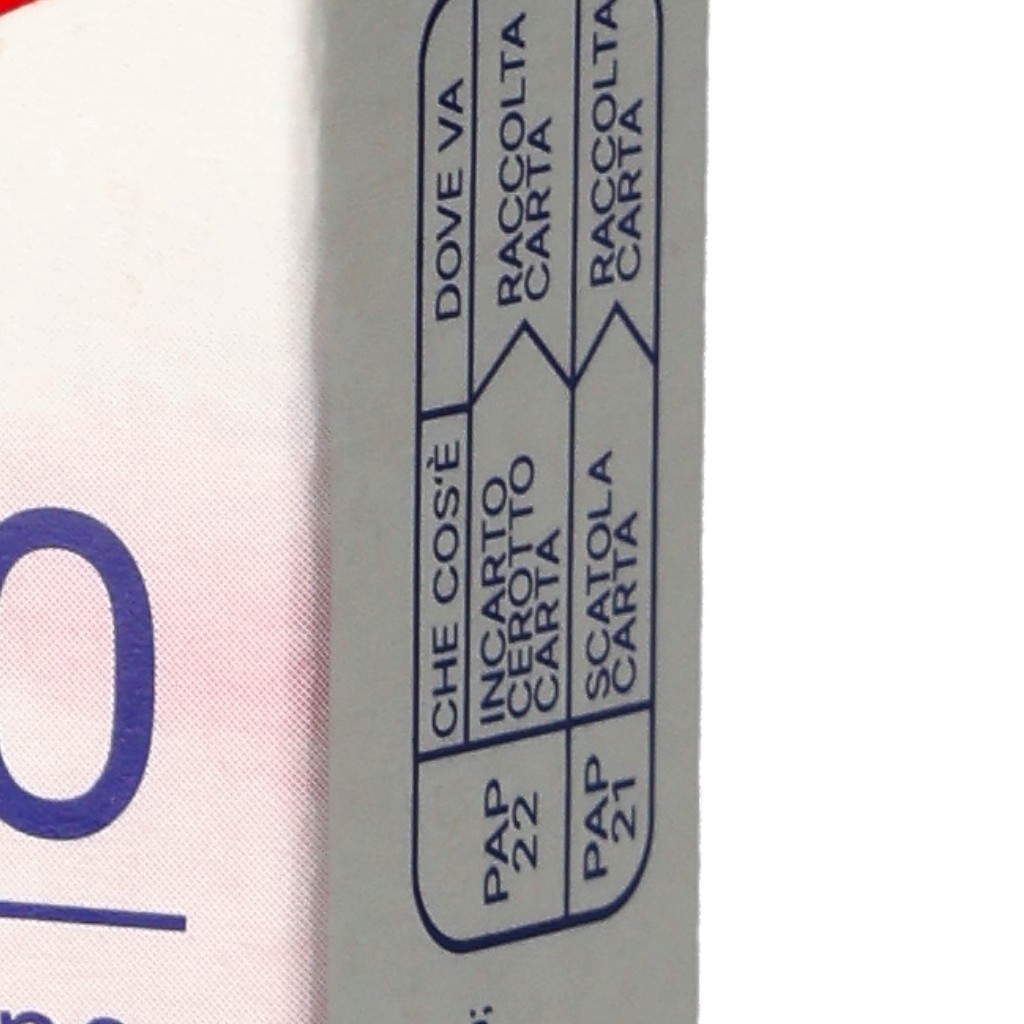 CHE COS'È
DOVE VA
PAP
22
INCARTO
CEROTTO
CARTA
RACCOLTA
CARTA
PAP
21
SCATOLA
CARTA
RACCOLTA
CARTA